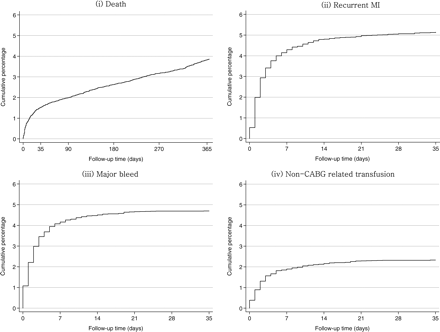 (i) Death
6
5
4
3
2
1
0
Cumulative percentage
0 35 90 180 270 365
Follow-up time (days)
(ii) Recurrent MI
6
5
4
3
2
1
0
Cumulative percentage
0 7 14 21 28 35
Follow-up time (days)
(iii) Major bleed
6
5
4
3
2
1
0
Cumulative percentage
0 7 14 21 28 35
Follow-up time (days)
(iv) Non-CABG related transfusion
6
5
4
3
2
1
0
Cumulative percentage
0 7 14 21 28 35
Follow-up time (days)